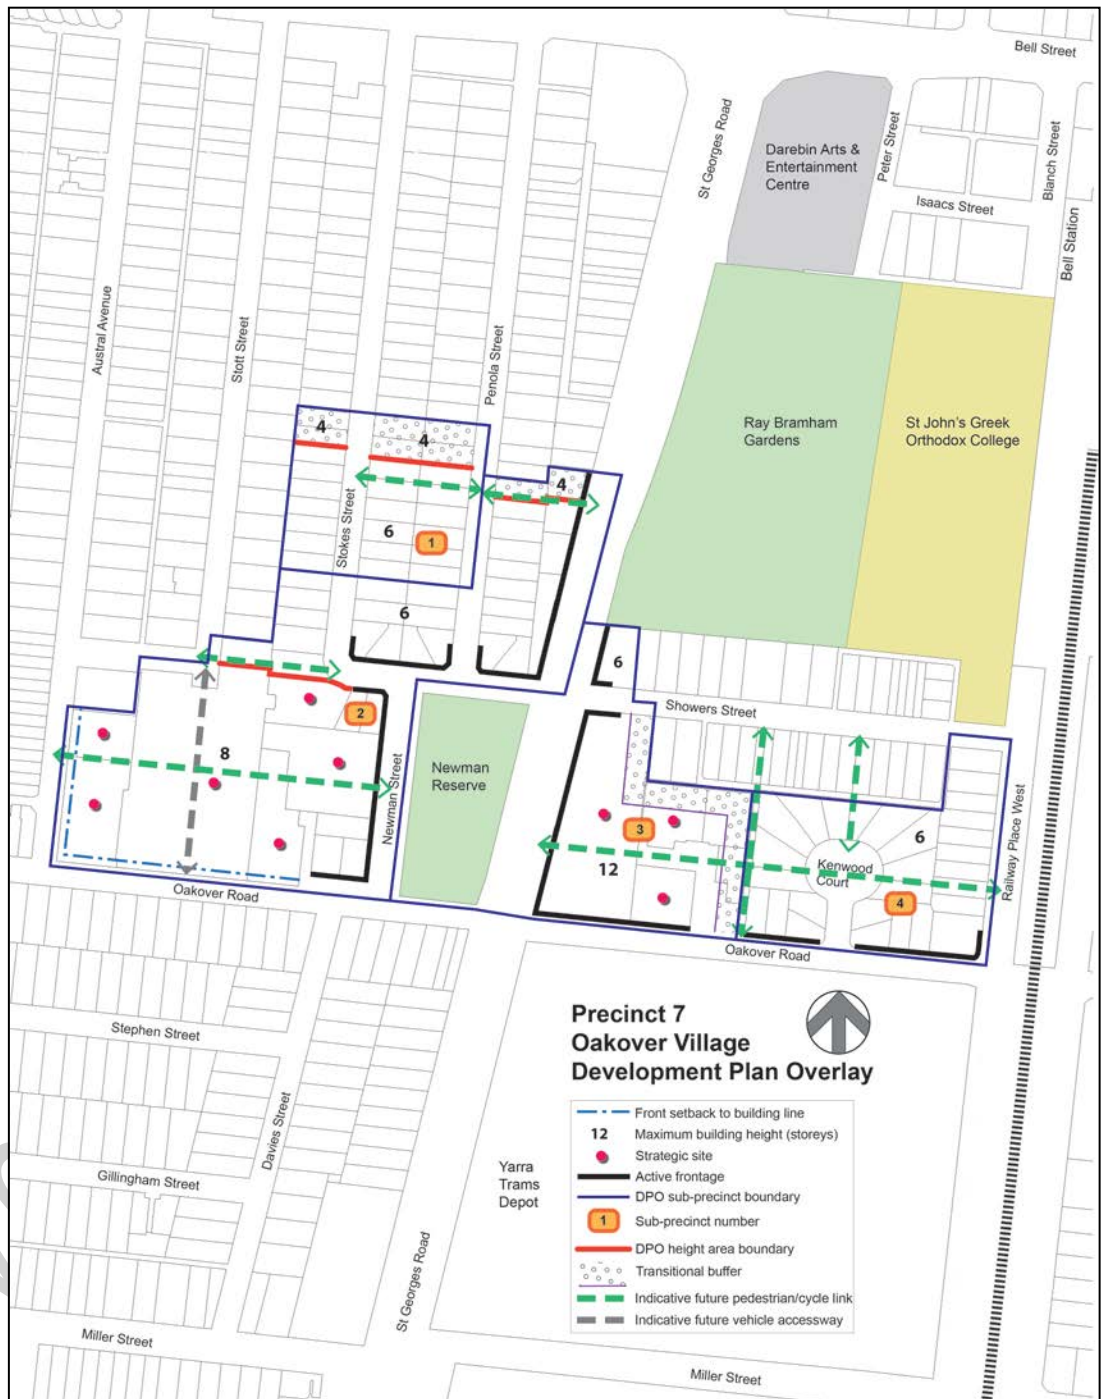 Bell Street
St Georges Road
Darebin Arts &
Entertainment
Centre
Peter Street
Blanch Street
Isaacs Street
Bell Station
Austral Avenue
Stott Street
Penola Street
Ray Bramham
Gardens
St John's Greek
Orthodox College
4
4
4
Stokes Street
6
1
6
6
Showers Street
2
8
Newman
Reserve
Newman Street
3
12
6
Kenwood
Court
4
Railway Place West
Oakover Road
Oakover Road
Stephen Street
Davies Street
Gillingham Street
St Georges Road
Miller Street
Miller Street
Yarra
Trams
Depot
Precinct 7
Oakover Village
Development Plan Overlay
Front setback to building line
12 Maximum building height (storeys)
Strategic site
Active frontage
DPO sub-precinct boundary
1 Sub-precinct number
DPO height area boundary
Transitional buffer
Indicative future pedestrian/cycle link
Indicative future vehicle accessway